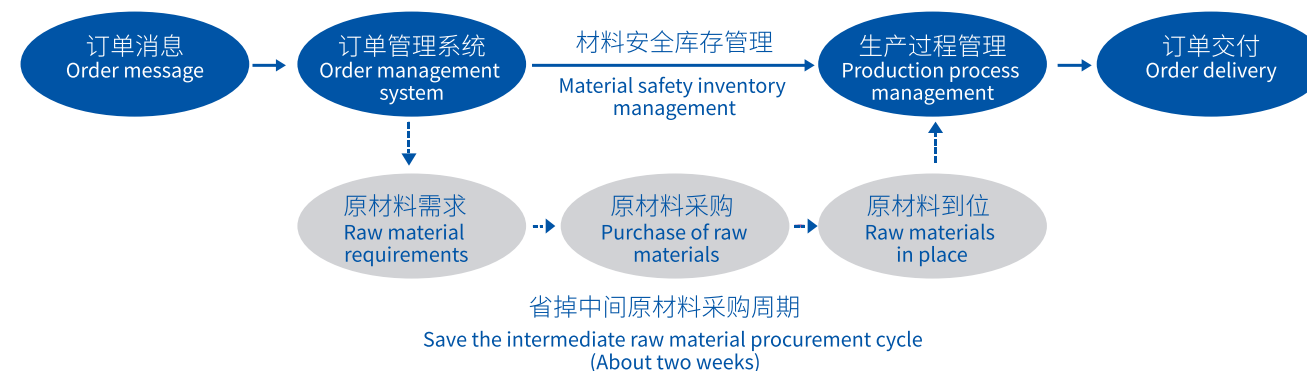 订单消息
Order message
订单管理系统
Order management
system
材料安全库存管理
Material safety inventory
management
生产过程管理
Production process
management
订单交付
Order delivery
原材料需求
Raw material
requirements
原材料采购
Purchase of raw
materials
原材料到位
Raw materials
in place
省掉中间原材料采购周期
Save the intermediate raw material procurement cycle
(About two weeks)